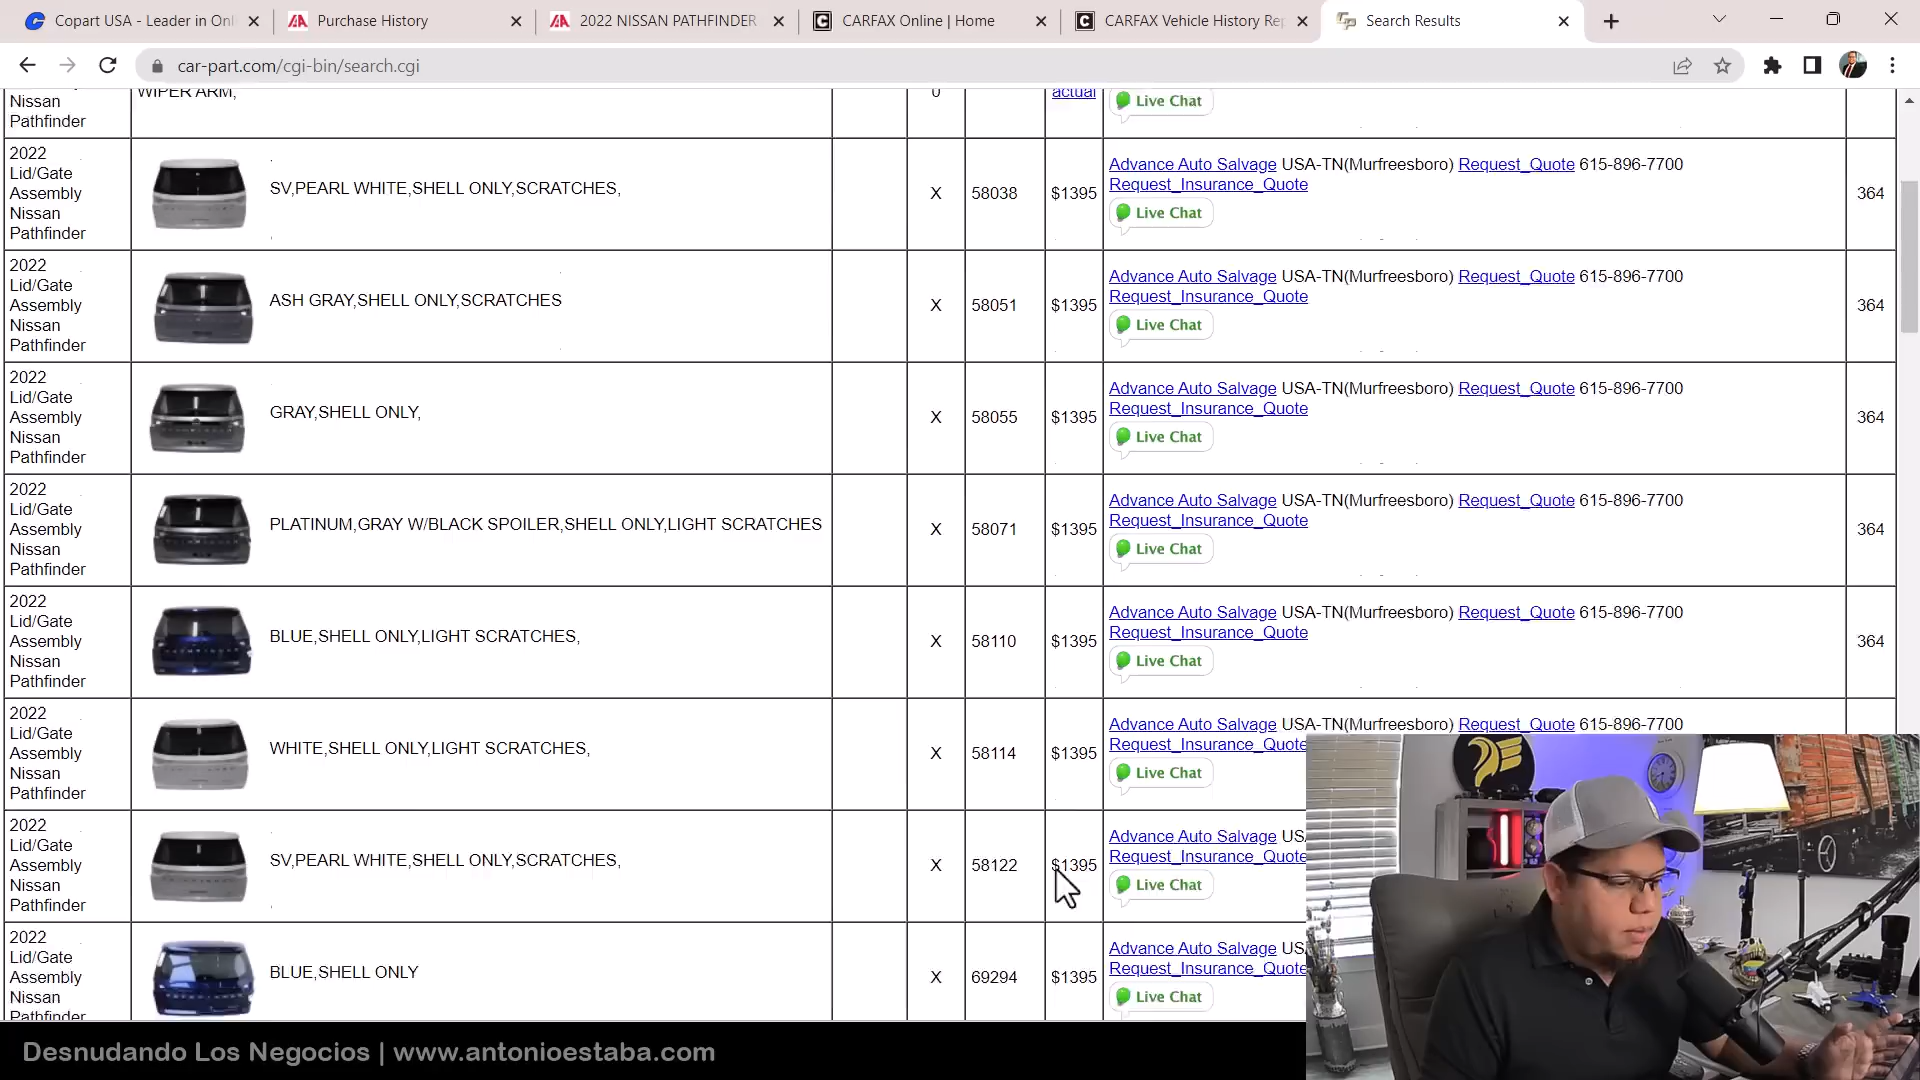 Copart USA - Leader in Onl
Purchase History
2022 NISSAN PATHFINDER
CARFAX Online | Home
CARFAX Vehicle History Rep
Search Results
car-part.com/cgi-bin/search.cgi
Nissan
Pathfinder
WIPER ARM,
0
actual
Live Chat
2022
Lid/Gate
Assembly
Nissan
Pathfinder
SV,PEARL WHITE,SHELL ONLY,SCRATCHES,
X
58038
$1395
Advance Auto Salvage USA-TN(Murfreesboro) Request_Quote 615-896-7700
Request_Insurance_Quote
Live Chat
364
2022
Lid/Gate
Assembly
Nissan
Pathfinder
ASH GRAY,SHELL ONLY,SCRATCHES
X
58051
$1395
Advance Auto Salvage USA-TN(Murfreesboro) Request_Quote 615-896-7700
Request_Insurance_Quote
Live Chat
364
2022
Lid/Gate
Assembly
Nissan
Pathfinder
GRAY,SHELL ONLY,
X
58055
$1395
Advance Auto Salvage USA-TN(Murfreesboro) Request_Quote 615-896-7700
Request_Insurance_Quote
Live Chat
364
2022
Lid/Gate
Assembly
Nissan
Pathfinder
PLATINUM,GRAY W/BLACK SPOILER,SHELL ONLY,LIGHT SCRATCHES
X
58071
$1395
Advance Auto Salvage USA-TN(Murfreesboro) Request_Quote 615-896-7700
Request_Insurance_Quote
Live Chat
364
2022
Lid/Gate
Assembly
Nissan
Pathfinder
BLUE,SHELL ONLY,LIGHT SCRATCHES,
X
58110
$1395
Advance Auto Salvage USA-TN(Murfreesboro) Request_Quote 615-896-7700
Request_Insurance_Quote
Live Chat
364
2022
Lid/Gate
Assembly
Nissan
Pathfinder
WHITE,SHELL ONLY,LIGHT SCRATCHES,
X
58114
$1395
Advance Auto Salvage USA-TN(Murfreesboro) Request_Quote 615-896-7700
Request_Insurance_Quote
Live Chat
2022
Lid/Gate
Assembly
Nissan
Pathfinder
SV,PEARL WHITE,SHELL ONLY,SCRATCHES,
X
58122
$1395
Advance Auto Salvage US
Request_Insurance_Quote
Live Chat
2022
Lid/Gate
Assembly
Nissan
Pathfinder
BLUE,SHELL ONLY
X
69294
$1395
Advance Auto Salvage US
Request_Insurance_Quote
Live Chat
Desnudando Los Negocios | www.antonioestaba.com